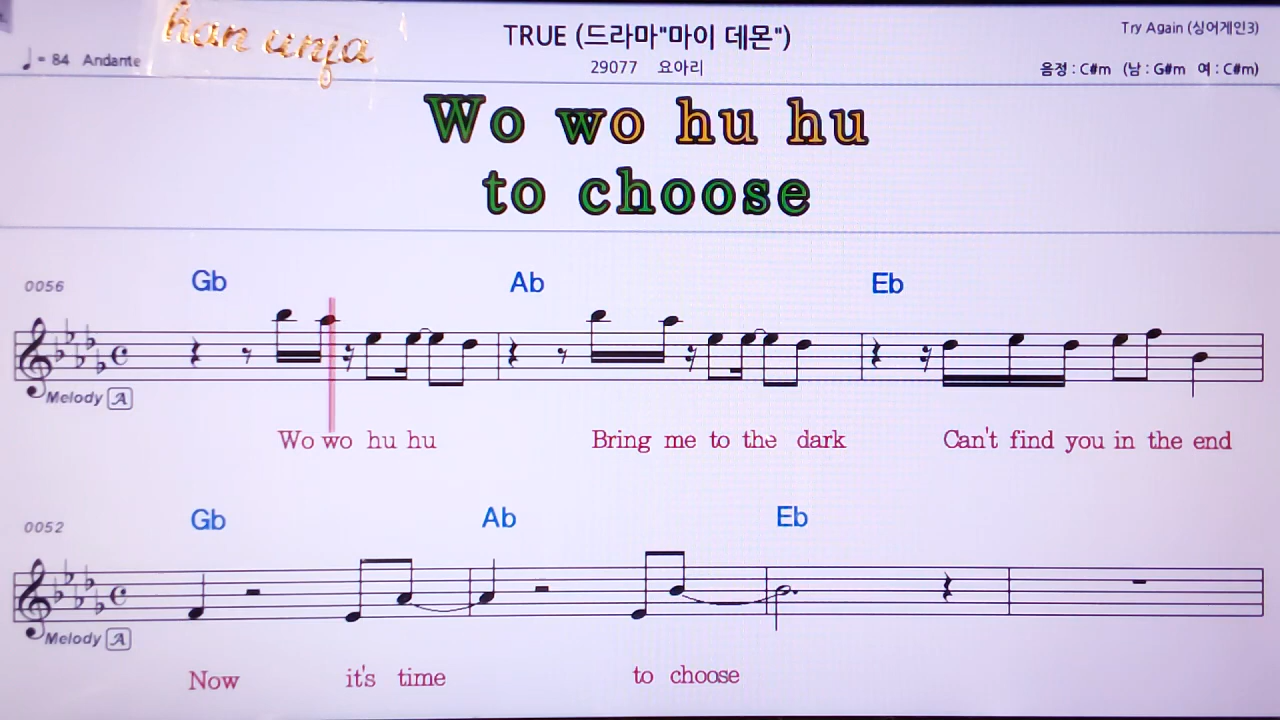 han unja
TRUE (드라마"마이 데몬")
Try Again (싱어게인3)
♩= 84 Andante
29077 요아리
음정 : C#m (남 : G#m 여 : C#m)
Wo wo hu hu
to choose
0056
Gb Ab Eb
Melody A
Wo wo hu hu Bring me to the dark Can't find you in the end
0052
Gb Ab Eb
Melody A
Now it's time to choose